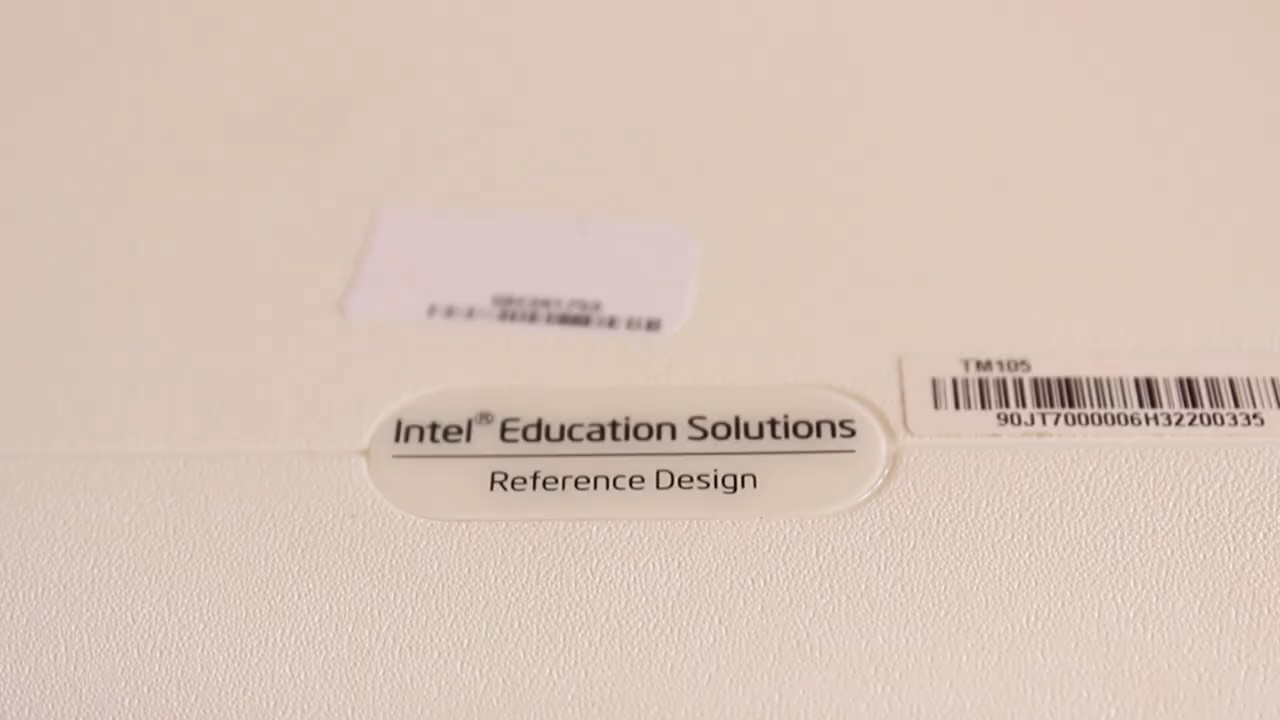 TM105
90JT7000006H32200335
Intel® Education Solutions
Reference Design